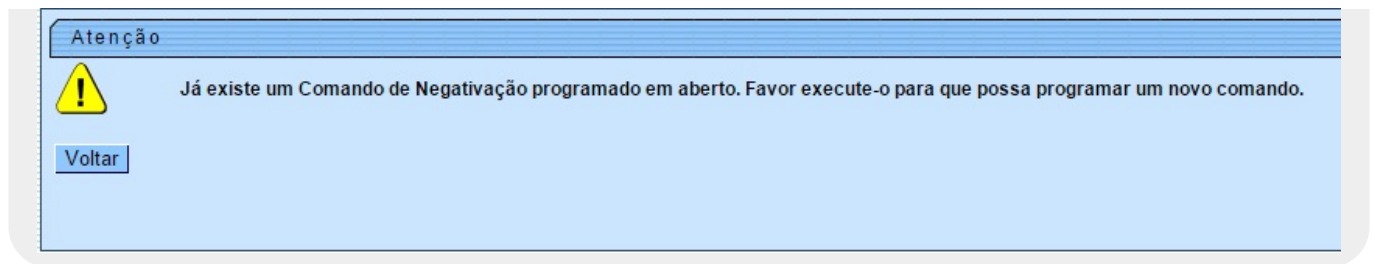 Atenção
Já existe um Comando de Negativação programado em aberto. Favor execute-o para que possa programar um novo comando.
Voltar